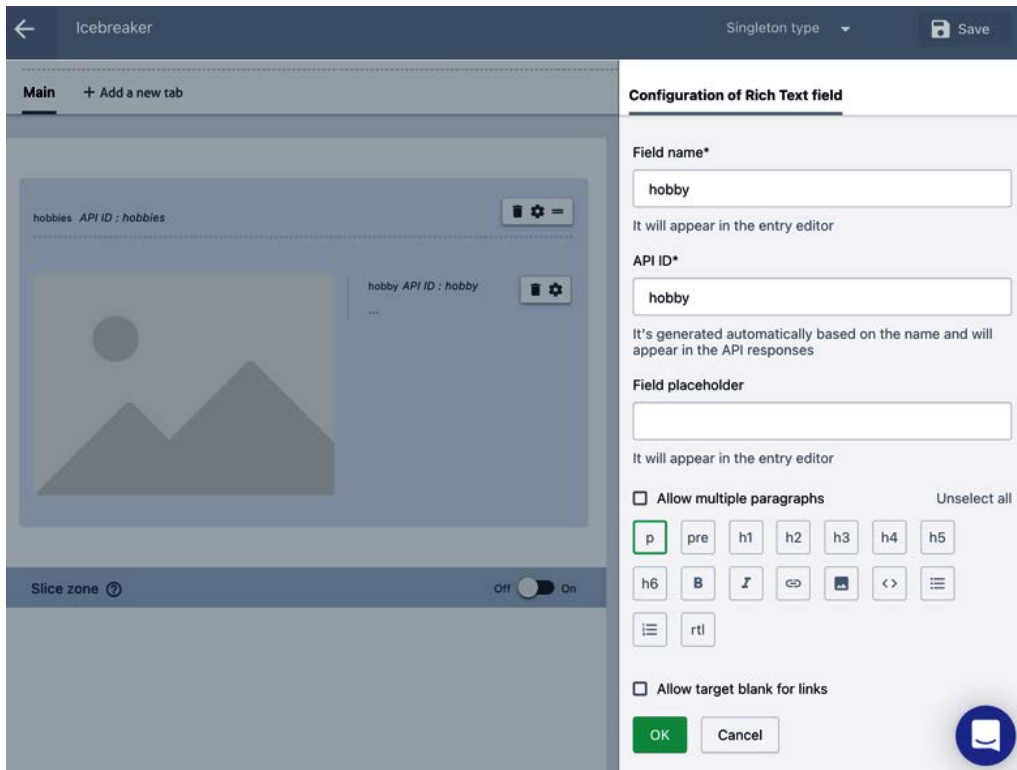 Icebreaker
Singleton type
Save
Main
+ Add a new tab
hobbies API ID : hobbies
hobby API ID : hobby
...
Slice zone
Off
On
Configuration of Rich Text field
Field name*
hobby
It will appear in the entry editor
API ID*
hobby
It's generated automatically based on the name and will
appear in the API responses
Field placeholder
It will appear in the entry editor
Allow multiple paragraphs
Unselect all
p pre h1 h2 h3 h4 h5
h6 B I <>
rtl
Allow target blank for links
OK
Cancel